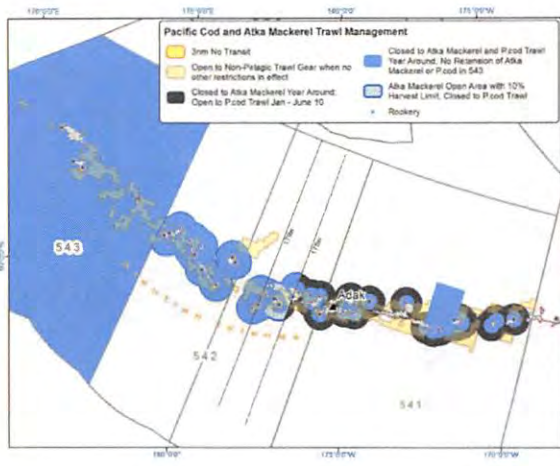 Pacific Cod and Atka Mackerel Trawl Management
3nm No Transit
Open to Non-Pelagic Trawl Gear when no
other restrictions in effect
Closed to Atka Mackerel Year Around;
Open to P.cod Trawl Jan - June 10
Closed to Atka Mackerel and P.cod Trawl
Year Around, No Retension of Atka
Mackerel or P.cod in 543
Atka Mackerel Open Area with 10%
Harvest Limit, Closed to P.cod Trawl
Rookery
543
Adak
542
541